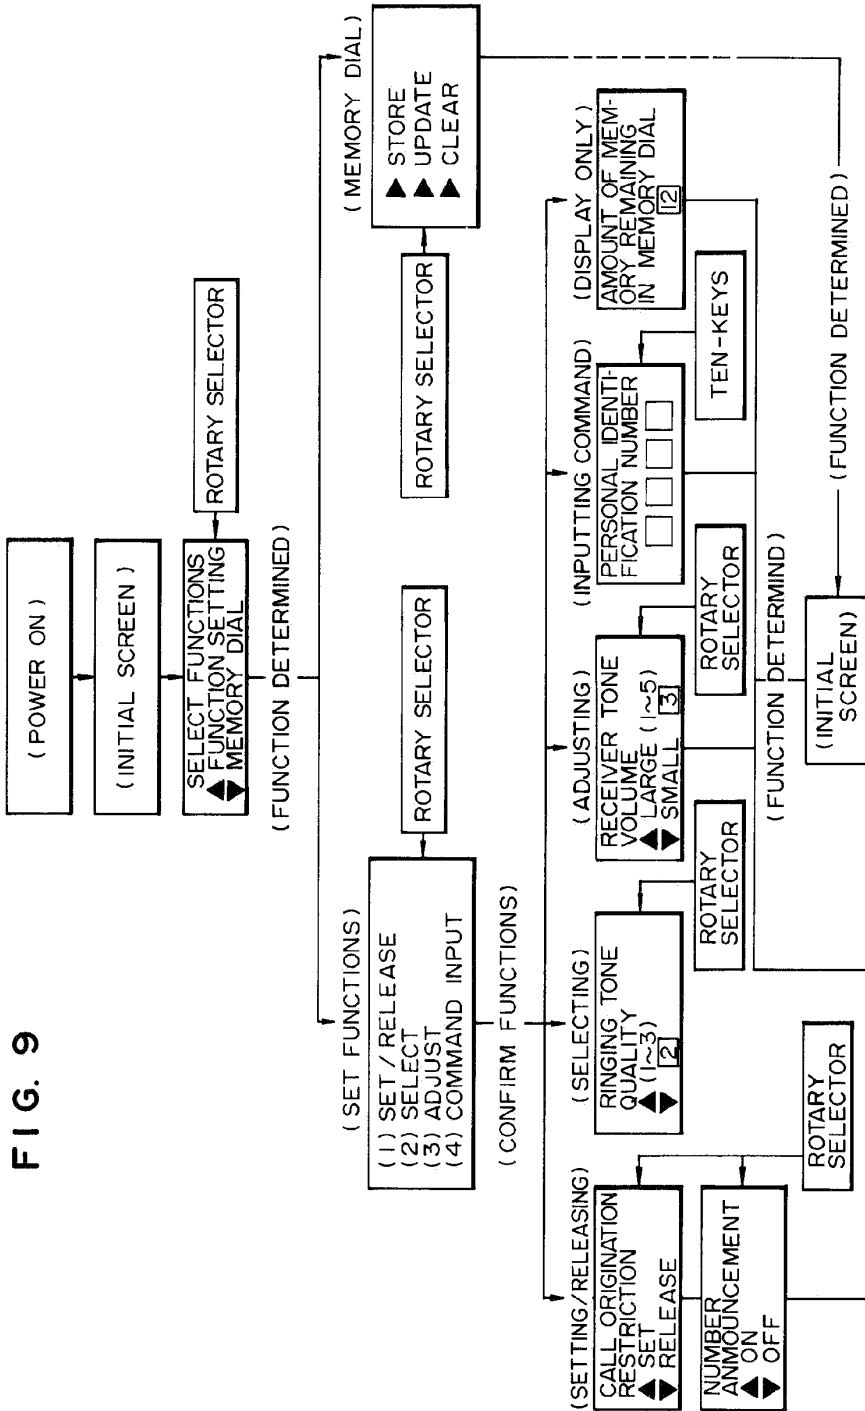 FIG. 9
(POWER ON)
(INITIAL SCREEN)
SELECT FUNCTIONS
▲ FUNCTION SETTING
▼ MEMORY DIAL
ROTARY SELECTOR
(FUNCTION DETERMINED)
(SET FUNCTIONS)
(1) SET/RELEASE
(2) SELECT
(3) ADJUST
(4) COMMAND INPUT
ROTARY SELECTOR
(MEMORY DIAL)
▲ STORE
▲ UPDATE
▲ CLEAR
ROTARY SELECTOR
(CONFIRM FUNCTIONS)
(SETTING/RELEASING)
CALL ORIGINATION
RESTRICTION
▲ SET
▼ RELEASE
NUMBER
ANMOUNCEMENT
▲ ON
▼ OFF
ROTARY
SELECTOR
(SELECTING)
RINGING TONE
QUALITY
▲ (1~3)
▼ 2
ROTARY
SELECTOR
(ADJUSTING)
RECEIVER TONE
VOLUME
▲ LARGE (1~5)
▼ SMALL 3
ROTARY
SELECTOR
(INPUTTING COMMAND)
PERSONAL IDENTI-
FICATION NUMBER
□ □ □ □
TEN-KEYS
(DISPLAY ONLY)
AMOUNT OF MEM-
ORY REMAINING
IN MEMORY DIAL
12
(FUNCTION DETERMIND)
(FUNCTION DETERMINED)
(INITIAL
SCREEN)